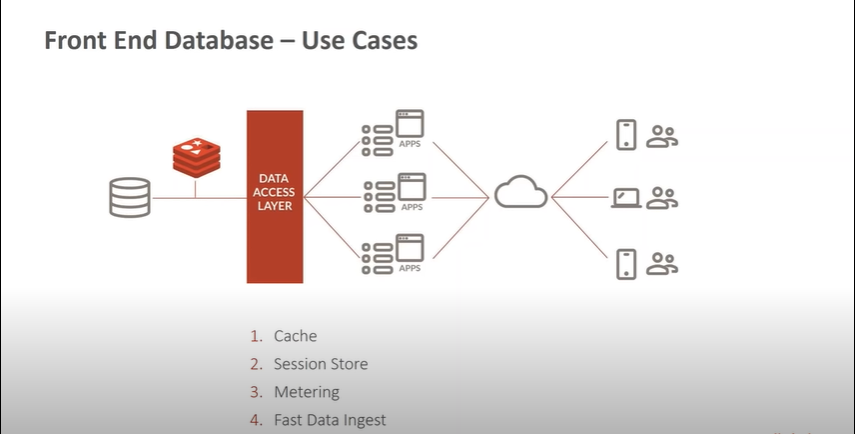 Front End Database – Use Cases
DATA
ACCESS
LAYER
APPS
APPS
APPS
1. Cache
2. Session Store
3. Metering
4. Fast Data Ingest